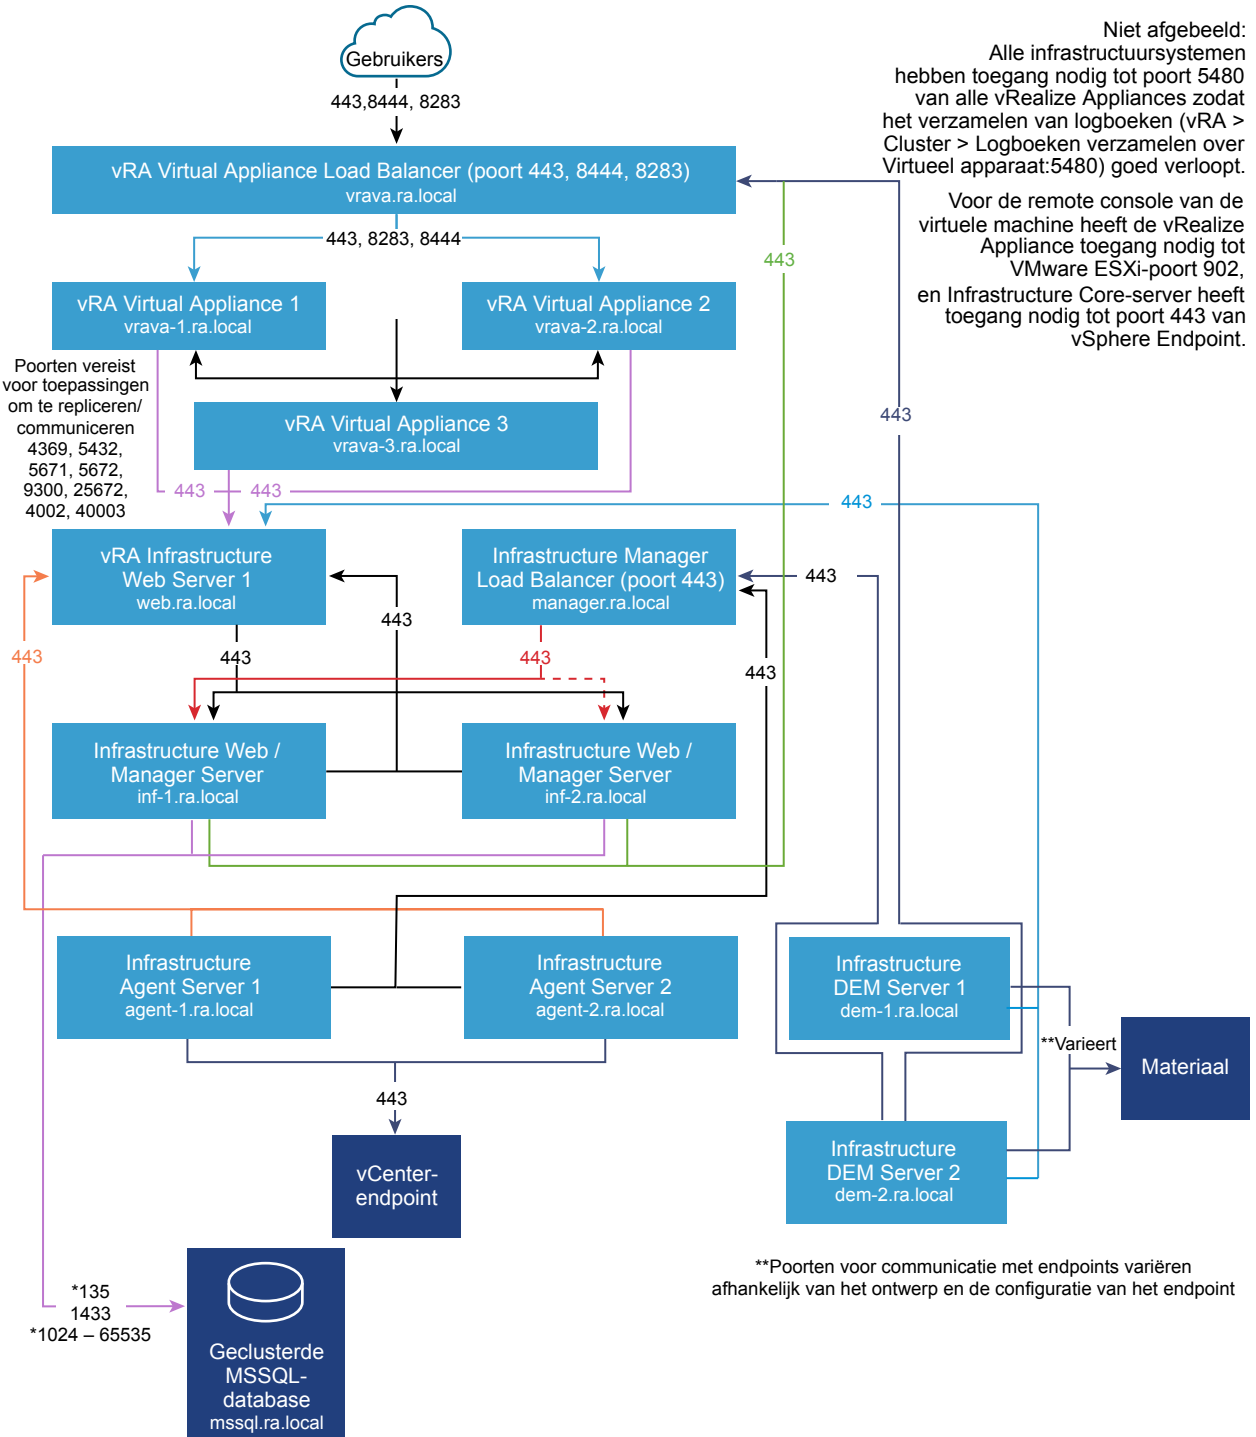 Gebruikers
443,8444, 8283
Niet afgebeeld:
Alle infrastructuursystemen
hebben toegang nodig tot poort 5480
van alle vRealize Appliances zodat
het verzamelen van logboeken (vRA >
Cluster > Logboeken verzamelen over
Virtueel apparaat:5480) goed verloopt.
Voor de remote console van de
virtuele machine heeft de vRealize
Appliance toegang nodig tot
VMware ESXi-poort 902,
en Infrastructure Core-server heeft
toegang nodig tot poort 443 van
vSphere Endpoint.
vRA Virtual Appliance Load Balancer (poort 443, 8444, 8283)
vrava.ra.local
443, 8283, 8444
443
vRA Virtual Appliance 1
vrava-1.ra.local
vRA Virtual Appliance 2
vrava-2.ra.local
Poorten vereist
voor toepassingen
om te repliceren/
communiceren
4369, 5432,
5671, 5672,
9300, 25672,
4002, 40003
vRA Virtual Appliance 3
vrava-3.ra.local
443
443
443
443
vRA Infrastructure
Web Server 1
web.ra.local
Infrastructure Manager
Load Balancer (poort 443)
manager.ra.local
443
443
443
443
443
443
Infrastructure Web /
Manager Server
inf-1.ra.local
Infrastructure Web /
Manager Server
inf-2.ra.local
Infrastructure
Agent Server 1
agent-1.ra.local
Infrastructure
Agent Server 2
agent-2.ra.local
Infrastructure
DEM Server 1
dem-1.ra.local
**Varieert
Materiaal
443
vCenter-
endpoint
Infrastructure
DEM Server 2
dem-2.ra.local
**Poorten voor communicatie met endpoints variëren
afhankelijk van het ontwerp en de configuratie van het endpoint
*135
1433
*1024 – 65535
Geclusterde
MSSQL-
database
mssql.ra.local